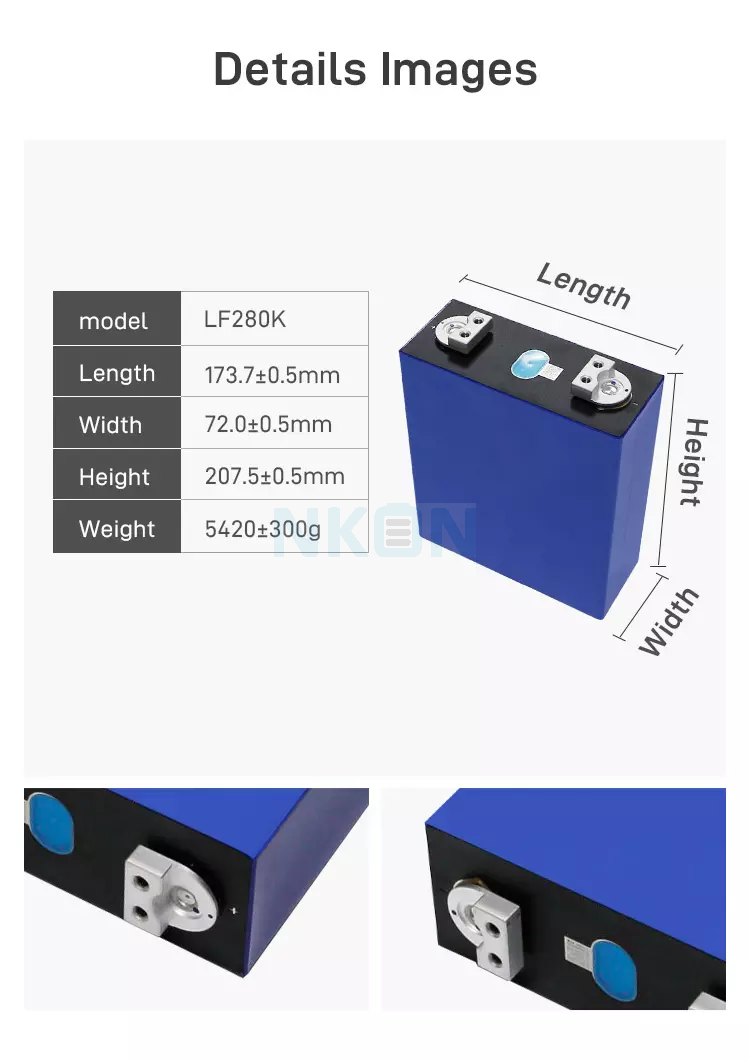 Details Images
Length
model LF280K
Length 173.7±0.5mm
Width 72.0±0.5mm
Height 207.5±0.5mm
Weight 5420±300g
Height
Width
NKON
+